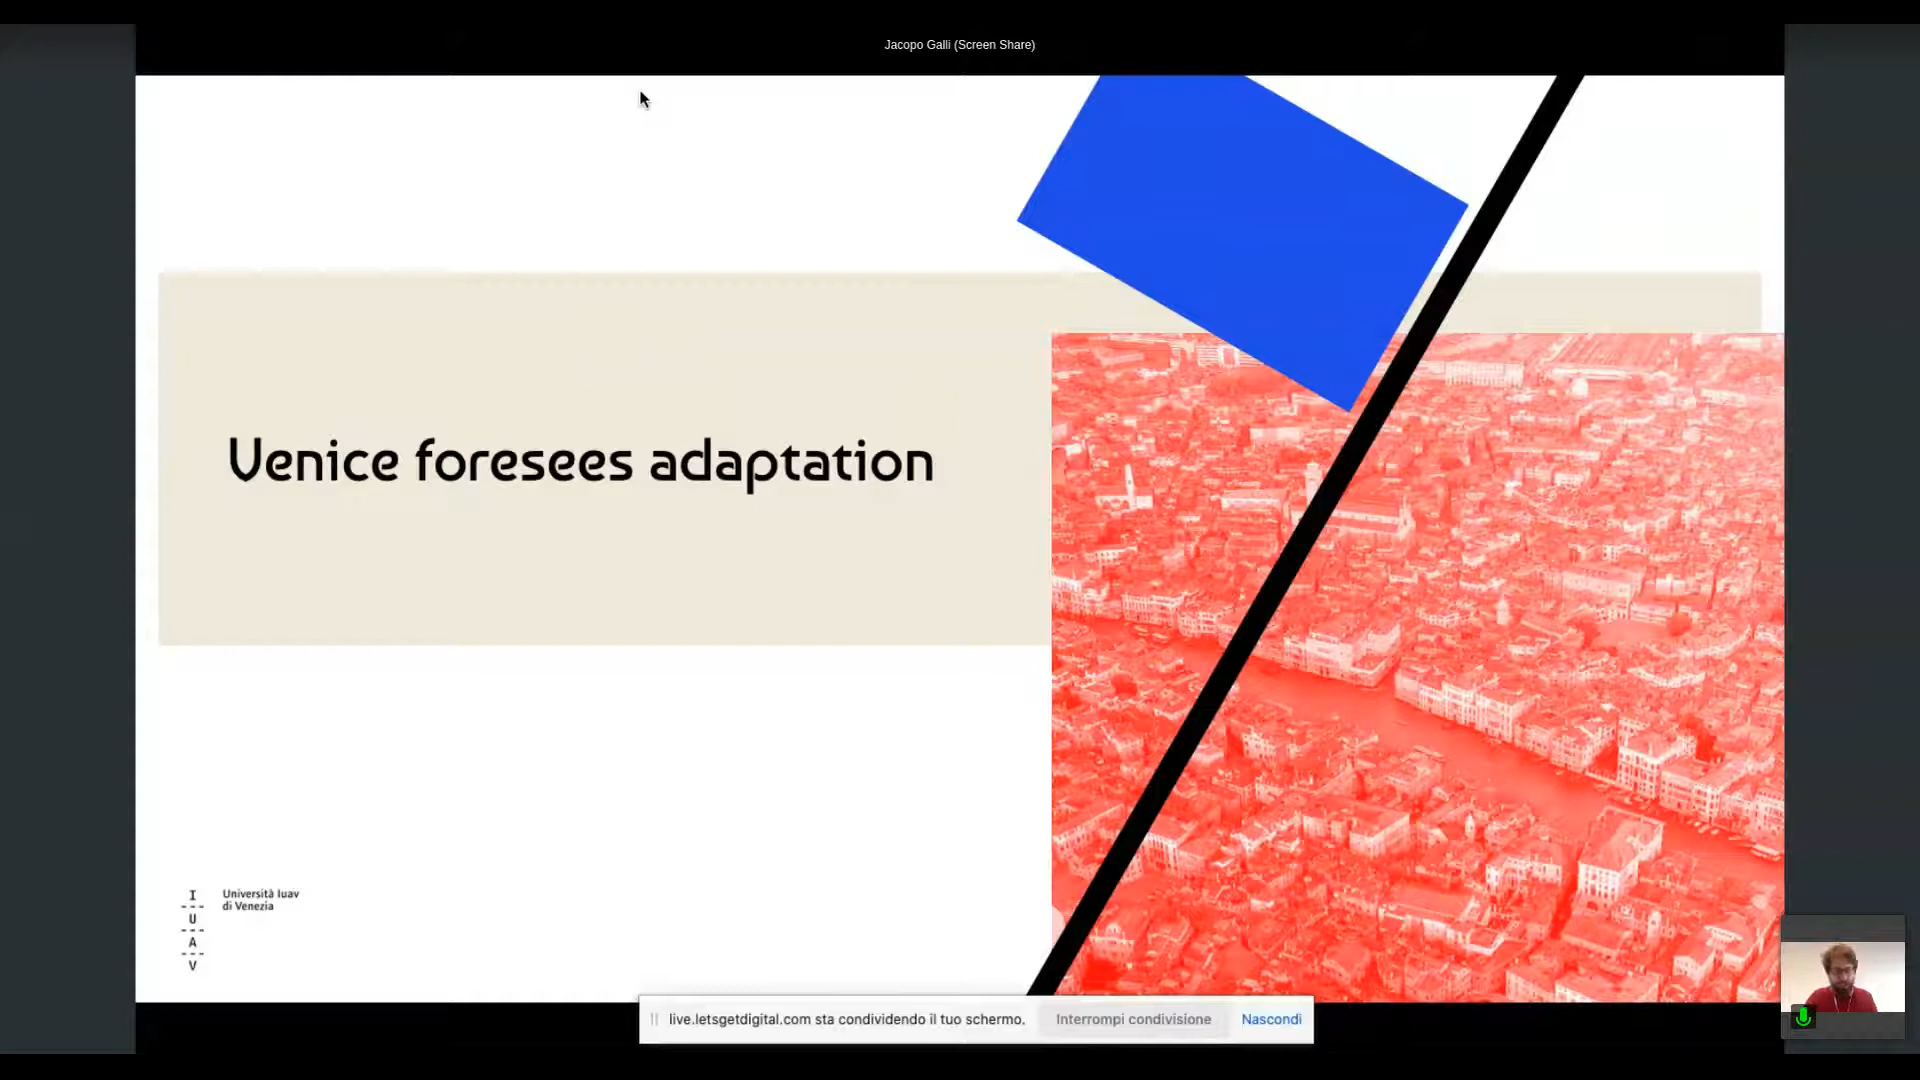 Jacopo Galli (Screen Share)
Venice foresees adaptation
I
U
A
V
Università Iuav
di Venezia
live.letsgetdigital.com sta condividendo il tuo schermo.
Interrompi condivisione
Nascondi